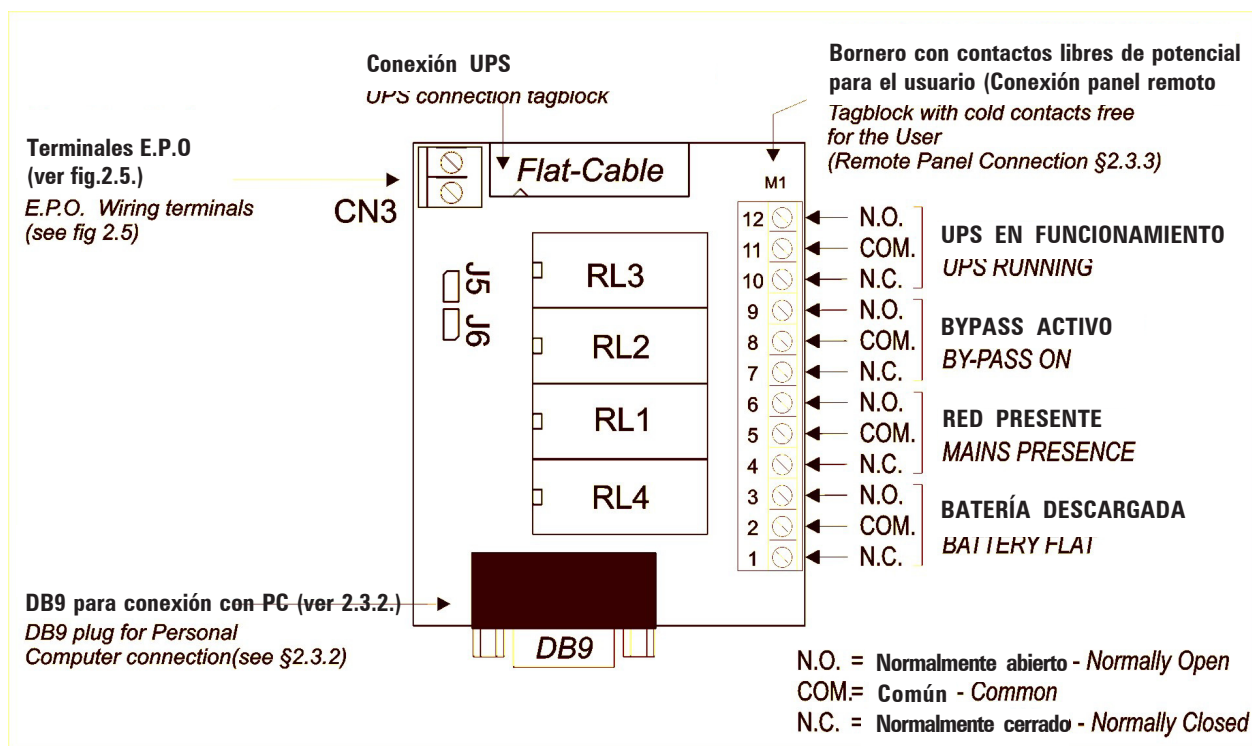 Conexión UPS
UPS connection tagblock
Bornero con contactos libres de potencial
para el usuario (Conexión panel remoto
Tagblock with cold contacts free
for the User
(Remote Panel Connection §2.3.3)
Terminales E.P.O
(ver fig.2.5.)
E.P.O. Wiring terminals
(see fig 2.5)
CN3
Flat-Cable
M1
J5
J6
RL3
RL2
RL1
RL4
12 N.O.
11 COM.
10 N.C.
UPS EN FUNCIONAMIENTO
UPS RUNNING
9 N.O.
8 COM.
7 N.C.
BYPASS ACTIVO
BY-PASS ON
6 N.O.
5 COM.
4 N.C.
RED PRESENTE
MAINS PRESENCE
3 N.O.
2 COM.
1 N.C.
BATERÍA DESCARGADA
BATTERY FLAT
DB9 para conexión con PC (ver 2.3.2.)
DB9 plug for Personal
Computer connection(see §2.3.2)
DB9
N.O. = Normalmente abierto - Normally Open
COM.= Común - Common
N.C. = Normalmente cerrado - Normally Closed